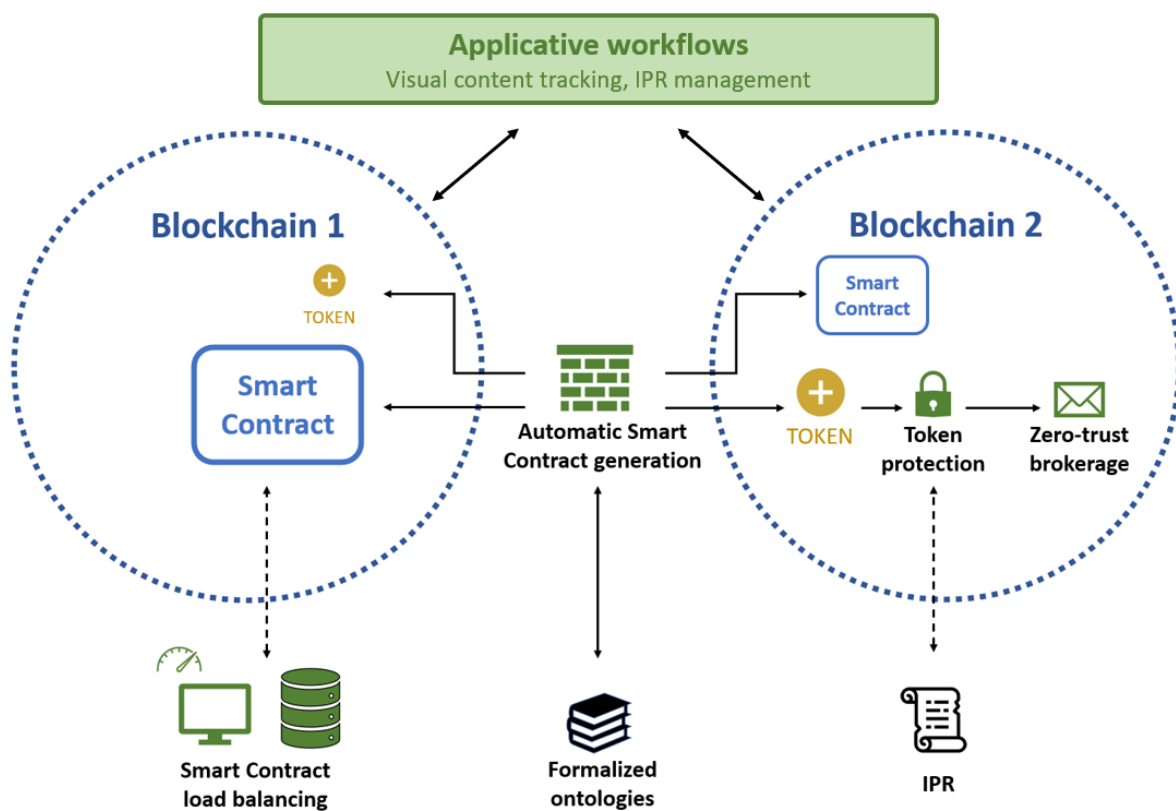 Applicative workflows
Visual content tracking, IPR management
Blockchain 1
Blockchain 2
TOKEN
Smart
Contract
Smart
Contract
Automatic Smart
Contract generation
TOKEN
Token
protection
Zero-trust
brokerage
Smart Contract
load balancing
Formalized
ontologies
IPR